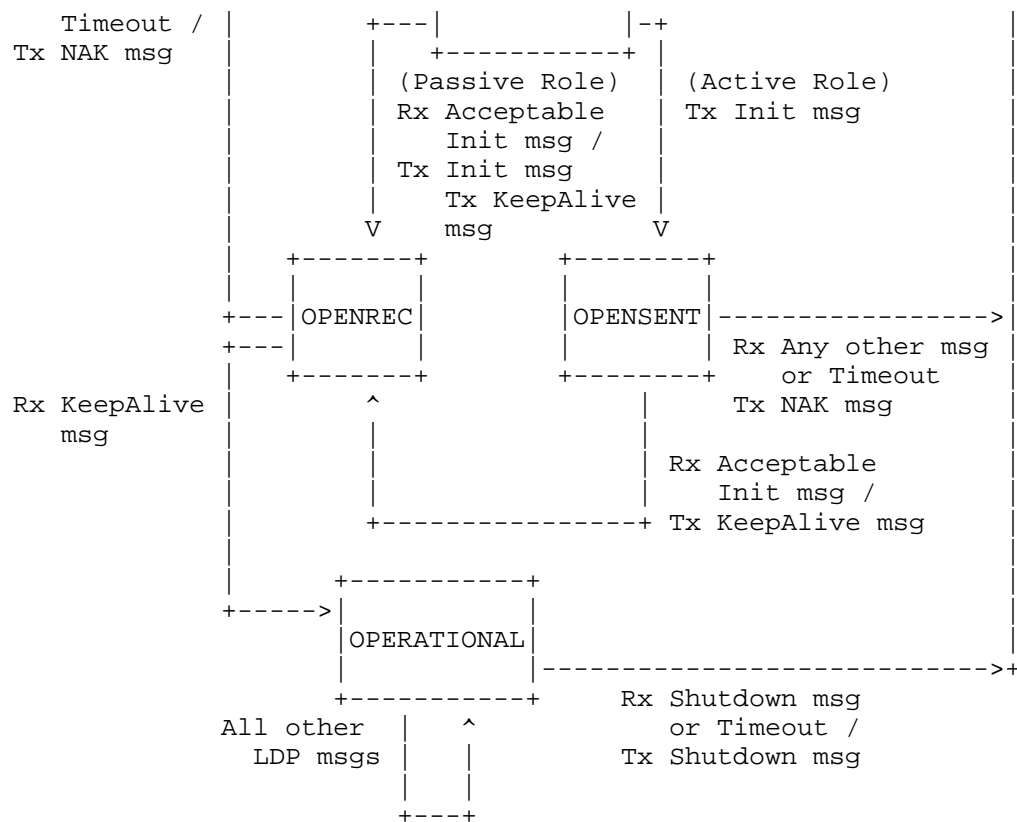 Timeout /
Tx NAK msg
(Passive Role)
Rx Acceptable
Init msg /
Tx Init msg
Tx KeepAlive
msg
(Active Role)
Tx Init msg
OPENREC
OPENSENT
Rx Any other msg
or Timeout
Tx NAK msg
Rx KeepAlive
msg
Rx Acceptable
Init msg /
Tx KeepAlive msg
OPERATIONAL
Rx Shutdown msg
or Timeout /
Tx Shutdown msg
All other
LDP msgs